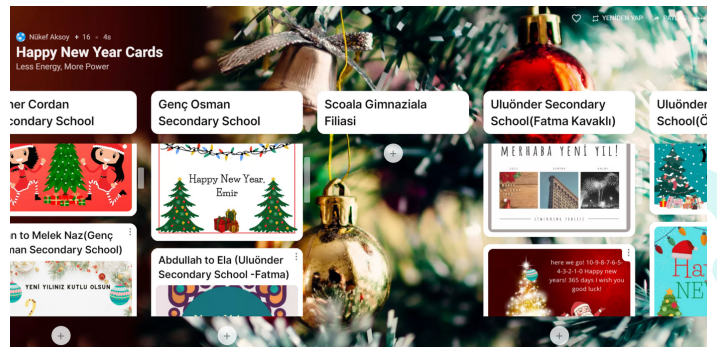 Nükef Aksoy + 16 • 4s
Happy New Year Cards
Less Energy, More Power
YENİDEN YAP
ner Cordan
condary School
n to Melek Naz(Genç
man Secondary School)
YENİ YILINIZ KUTLU OLSUN
Genç Osman
Secondary School
Happy New Year,
Emir
Abdullah to Ela (Uluönder
Secondary School -Fatma)
Scoala Gimnaziala
Filiasi
Uluönder Secondary
School(Fatma Kavaklı)
MERHABA YENİ YIL!
here we go! 10-9-8-7-6-5-
4-3-2-1-0 Happy new
years! 365 days I wish you
good luck!
Uluönder
School(Ö
Ha
NE